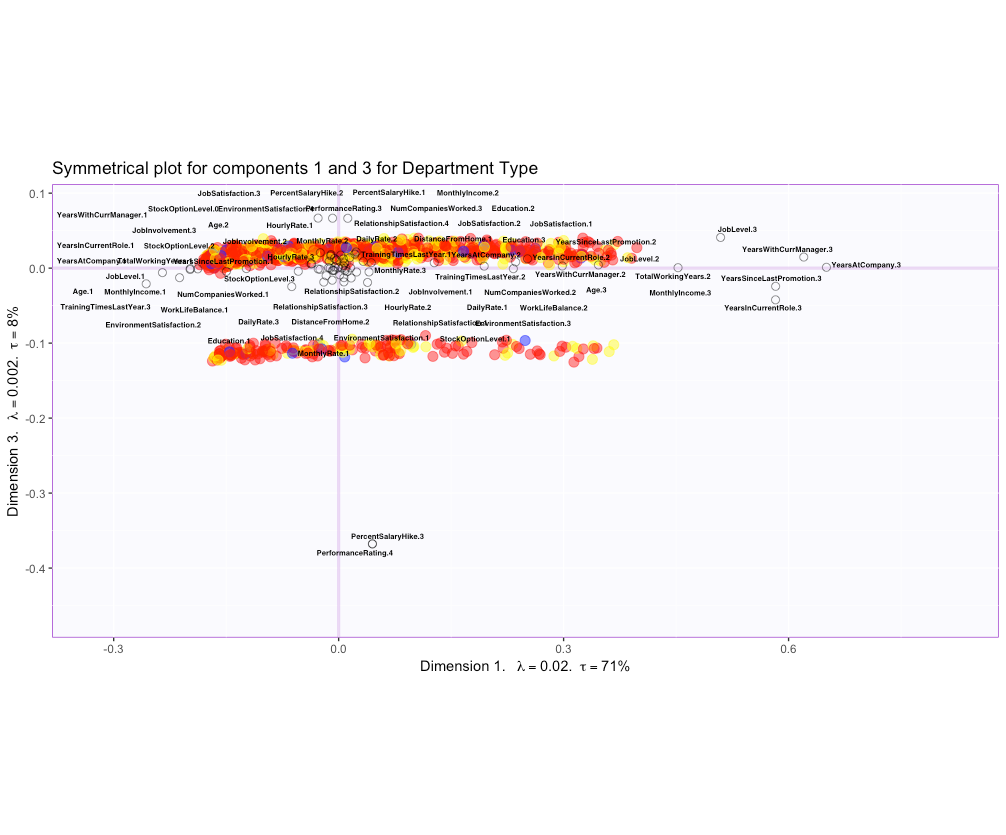 Symmetrical plot for components 1 and 3 for Department Type
JobSatisfaction.3 PercentSalaryHike.2 PercentSalaryHike.1 MonthlyIncome.2
StockOptionLevel.0 EnvironmentSatisfaction.4 PerformanceRating.3 NumCompaniesWorked.3 Education.2
YearsWithCurrManager.1
Age.2 HourlyRate.1 RelationshipSatisfaction.4 JobSatisfaction.2 JobSatisfaction.1
JobInvolvement.3 JobLevel.3
YearsInCurrentRole.1 StockOptionLevel.2 JobInvolvement.2 MonthlyRate.2 DailyRate.2 DistanceFromHome.1 Education.3 YearsSinceLastPromotion.2
YearsWithCurrManager.3
YearsAtCompany.1 TotalWorkingYears.1 YearsSinceLastPromotion.1 HourlyRate.3 TrainingTimesLastYear.1 YearsAtCompany.2 YearsInCurrentRole.2 JobLevel.2
YearsAtCompany.3
JobLevel.1 StockOptionLevel.3 MonthlyRate.3 TrainingTimesLastYear.2 YearsWithCurrManager.2 TotalWorkingYears.2 YearsSinceLastPromotion.3
Age.1 MonthlyIncome.1 NumCompaniesWorked.1 RelationshipSatisfaction.2 JobInvolvement.1 NumCompaniesWorked.2 Age.3 MonthlyIncome.3
TrainingTimesLastYear.3 WorkLifeBalance.1 RelationshipSatisfaction.3 HourlyRate.2 DailyRate.1 WorkLifeBalance.2 YearsInCurrentRole.3
EnvironmentSatisfaction.2 DailyRate.3 DistanceFromHome.2 RelationshipSatisfaction.1 EnvironmentSatisfaction.3
Education.1 JobSatisfaction.4 EnvironmentSatisfaction.1 StockOptionLevel.1
MonthlyRate.1
PercentSalaryHike.3
PerformanceRating.4
0.1
0.0
-0.1
-0.2
-0.3
-0.4
Dimension 3. λ = 0.002. τ = 8%
-0.3 0.0 0.3 0.6
Dimension 1. λ = 0.02. τ = 71%